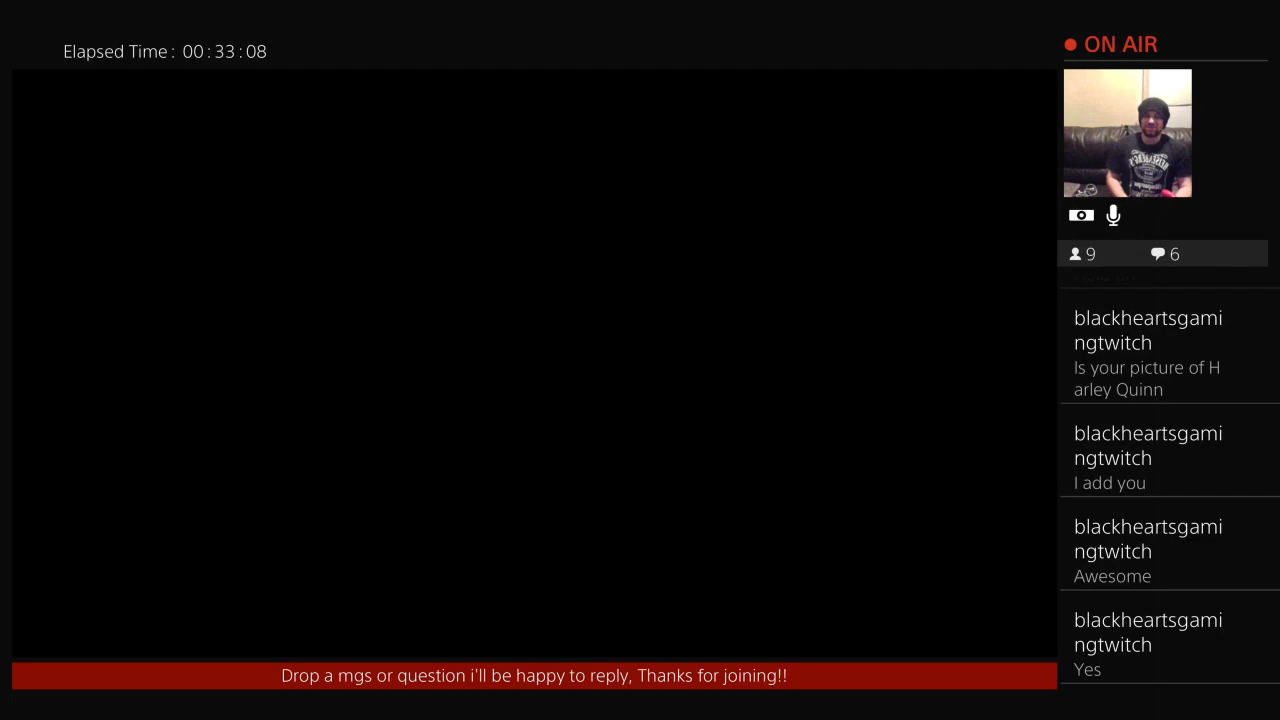 Elapsed Time : 00:33:08
ON AIR
9
6
blackheartsgami
ngtwitch
Is your picture of H
arley Quinn
blackheartsgami
ngtwitch
I add you
blackheartsgami
ngtwitch
Awesome
blackheartsgami
ngtwitch
Yes
Drop a mgs or question i'll be happy to reply, Thanks for joining!!